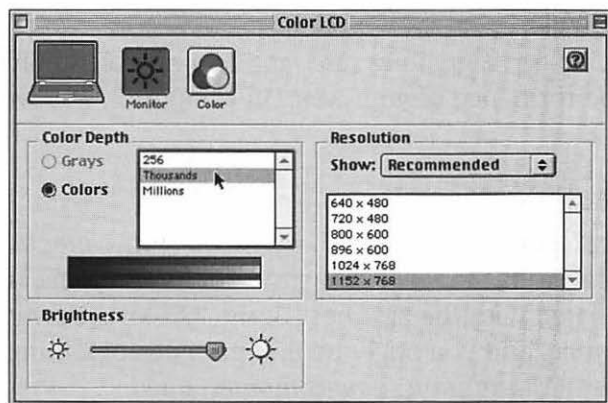 Color LCD
Monitor
Color
Color Depth
Grays
Colors
256
Thousands
Millions
Resolution
Show: Recommended
640 x 480
720 x 480
800 x 600
896 x 600
1024 x 768
1152 x 768
Brightness